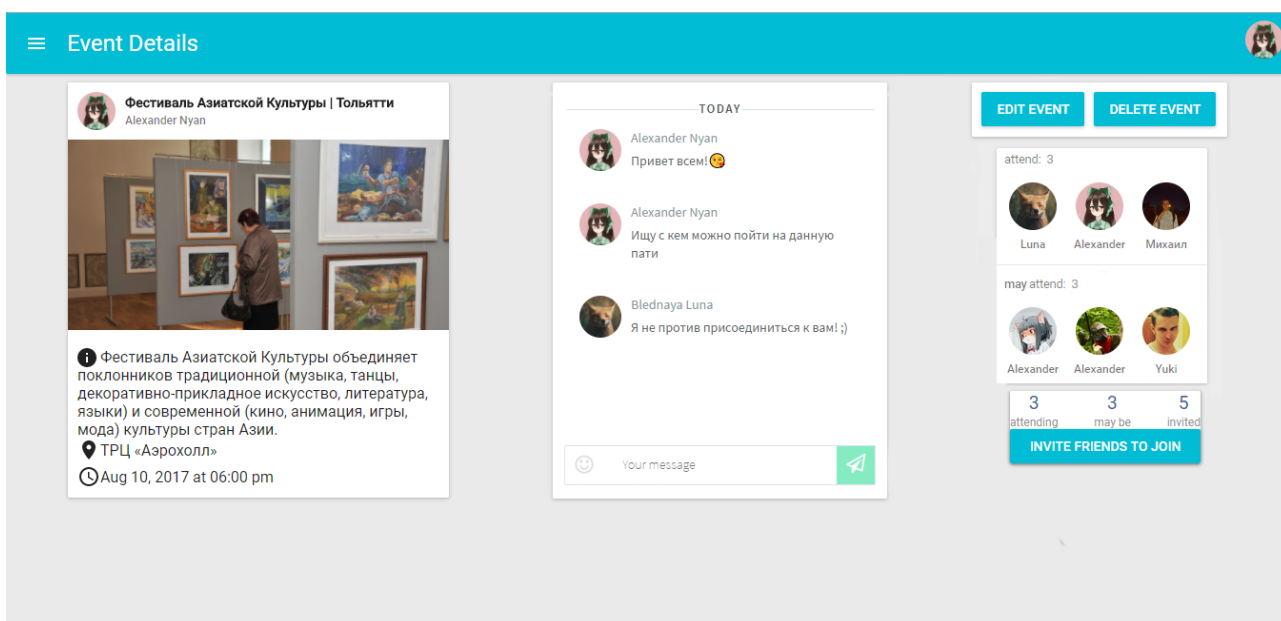 Event Details
Фестиваль Азиатской Культуры | Тольятти
Alexander Nyan
Фестиваль Азиатской Культуры объединяет
поклонников традиционной (музыка, танцы,
декоративно-прикладное искусство, литература,
языки) и современной (кино, анимация, игры,
мода) культуры стран Азии.
ТРЦ «Аэрохолл»
Aug 10, 2017 at 06:00 pm
TODAY
Alexander Nyan
Привет всем!😘
Alexander Nyan
Ищу с кем можно пойти на данную
пати
Blednaya Luna
Я не против присоединиться к вам! ;)
Your message
EDIT EVENT DELETE EVENT
attend: 3
Luna Alexander Михаил
may attend: 3
Alexander Alexander Yuki
3 3 5
attending may be invited
INVITE FRIENDS TO JOIN